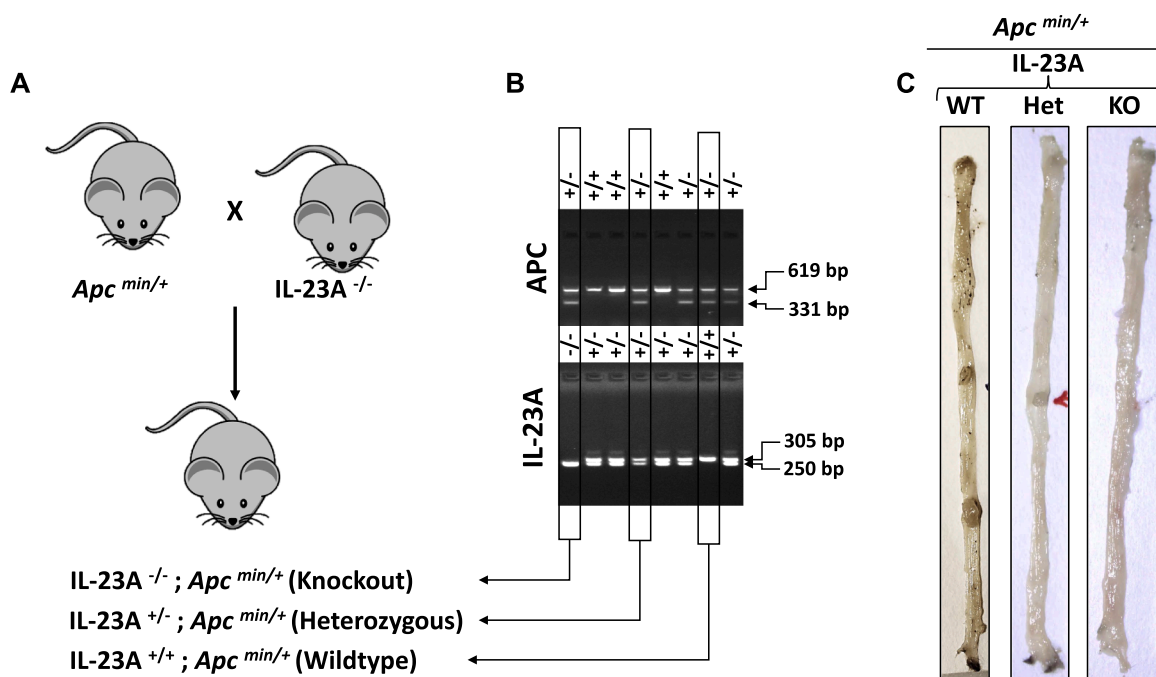 A
X
Apc min/+
IL-23A -/-
IL-23A -/- ; Apc min/+ (Knockout)
IL-23A +/- ; Apc min/+ (Heterozygous)
IL-23A +/+ ; Apc min/+ (Wildtype)
B
+/- +/+ +/+ +/- +/+ +/- +/- +/-
APC
619 bp
331 bp
-/- +/- +/- +/- +/- +/- +/+ +/-
IL-23A
305 bp
250 bp
C
Apc min/+
IL-23A
WT Het KO